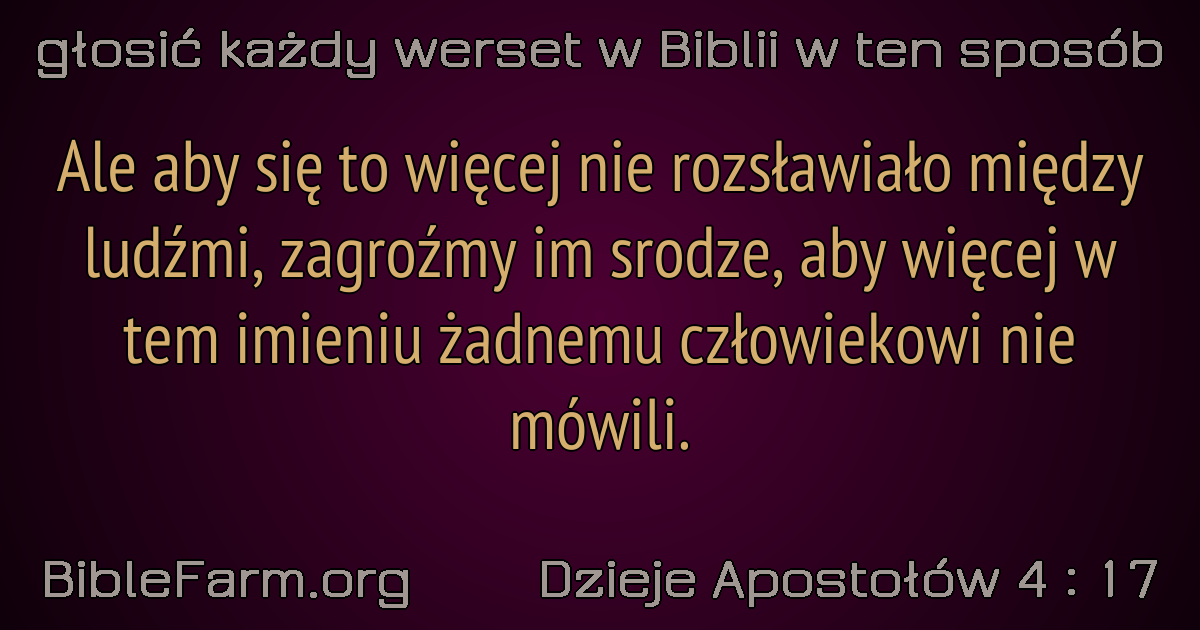 głosić każdy werset w Biblii w ten sposób
Ale aby się to więcej nie rozsławiało między
ludźmi, zagroźmy im srodze, aby więcej w
tem imieniu żadnemu człowiekowi nie
mówili.
BibleFarm.org
Dzieje Apostołów 4 : 17